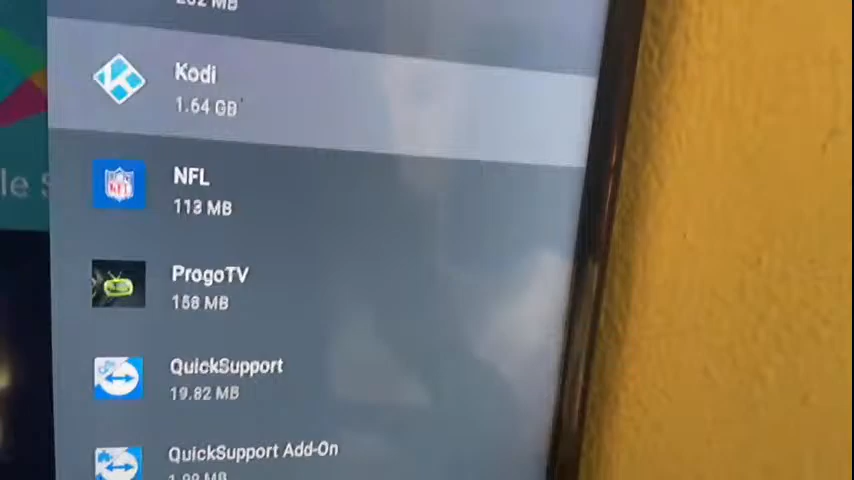 Kodi
1.64 GB
NFL
113 MB
ProgoTV
158 MB
QuickSupport
19.82 MB
QuickSupport Add-On